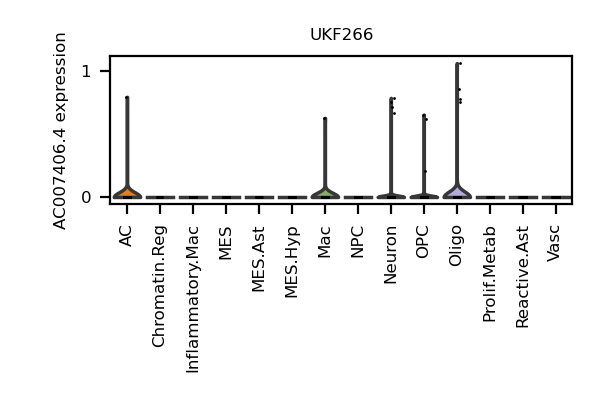 UKF266
AC007406.4 expression
1
0
AC
Chromatin.Reg
Inflammatory.Mac
MES
MES.Ast
MES.Hyp
Mac
NPC
Neuron
OPC
Oligo
Prolif.Metab
Reactive.Ast
Vasc